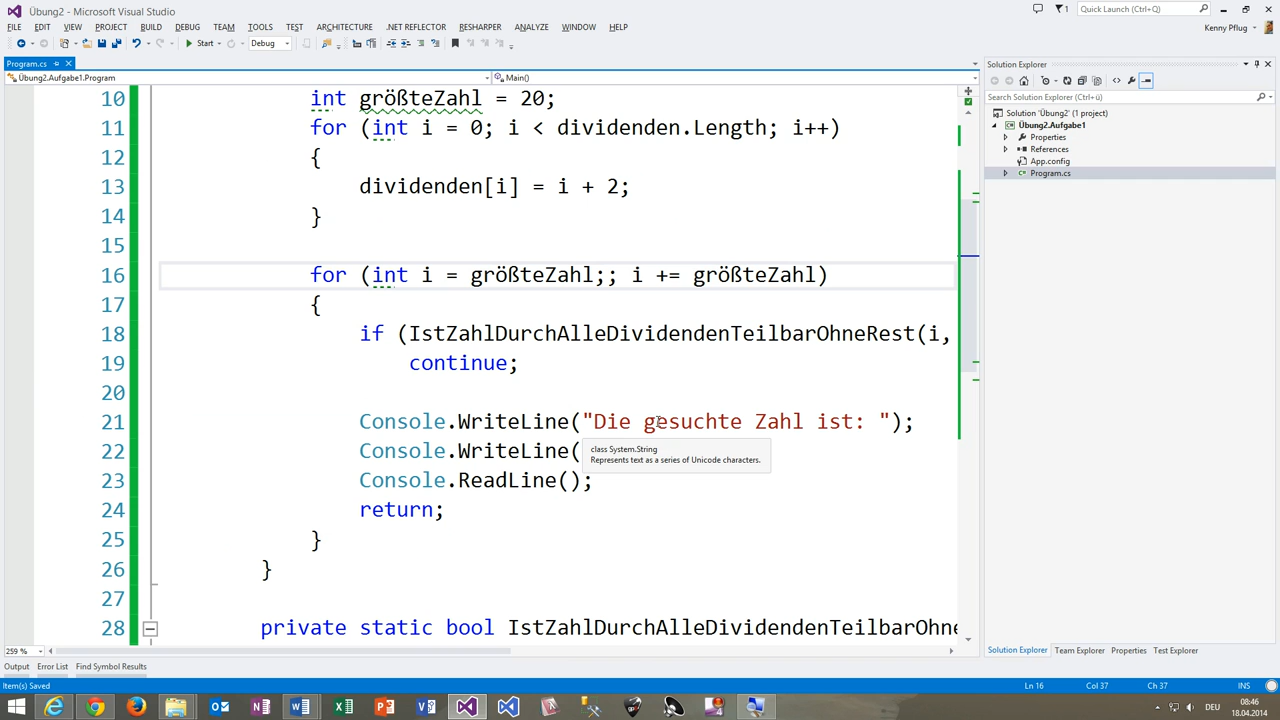 Übung2 - Microsoft Visual Studio
Quick Launch (Ctrl+Q)
1
FILE EDIT VIEW PROJECT BUILD DEBUG TEAM TOOLS TEST ARCHITECTURE .NET REFLECTOR RESHARPER ANALYZE WINDOW HELP
Kenny Pflug
Start Debug
Program.cs
Übung2.Aufgabe1.Program
Main()
10 int größteZahl = 20;
11 for (int i = 0; i < dividenden.Length; i++)
12 {
13 dividenden[i] = i + 2;
14 }
15
16 for (int i = größteZahl;; i += größteZahl)
17 {
18 if (IstZahlDurchAlleDividendenTeilbarOhneRest(i,
19 continue;
20
21 Console.WriteLine("Die gesuchte Zahl ist: ");
22 Console.WriteLine(
class System.String
Represents text as a series of Unicode characters.
23 Console.ReadLine();
24 return;
25 }
26 }
27
28 private static bool IstZahlDurchAlleDividendenTeilbarOhne
259 %
Solution Explorer
Search Solution Explorer (Ctrl+ü)
Solution 'Übung2' (1 project)
Übung2.Aufgabe1
Properties
References
App.config
Program.cs
Solution Explorer Team Explorer Properties Test Explorer
Output Error List Find Symbol Results
Item(s) Saved
Ln 16 Col 37 Ch 37 INS
DEU
08:46
18.04.2014